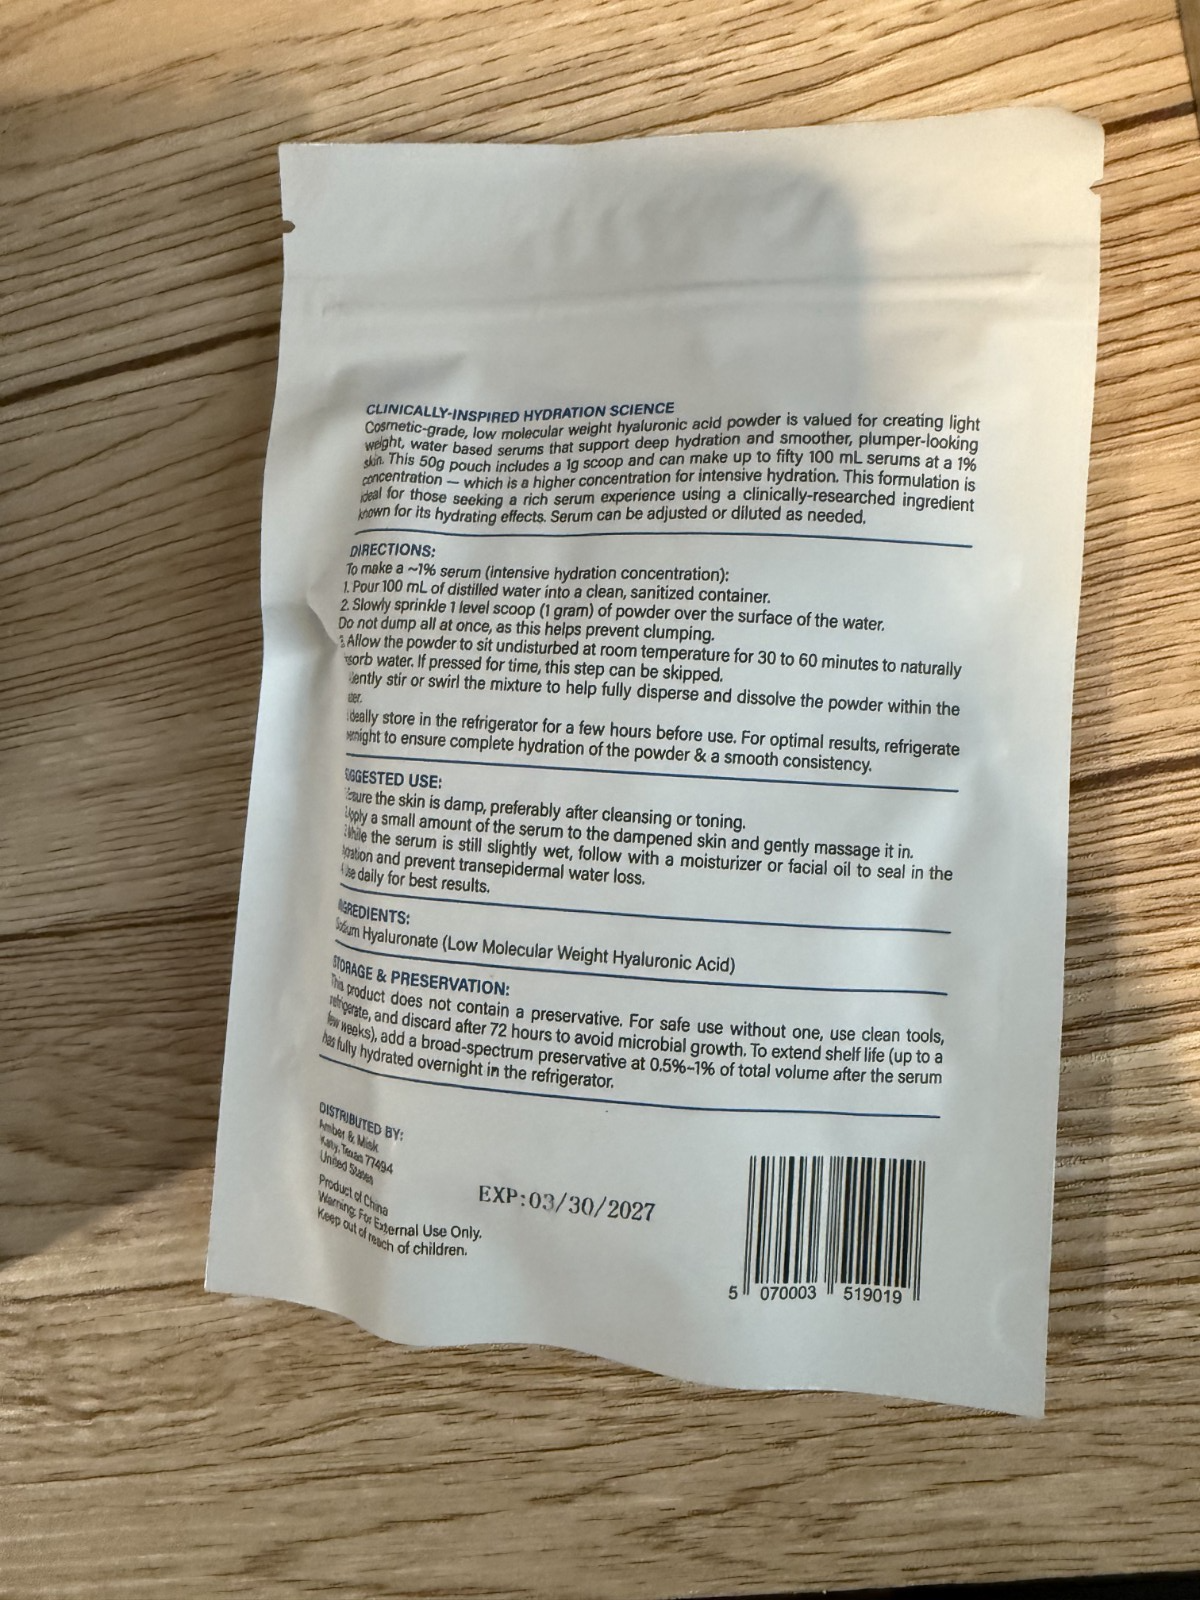 CLINICALLY-INSPIRED HYDRATION SCIENCE
Cosmetic-grade, low molecular weight hyaluronic acid powder is valued for creating light
weight, water based serums that support deep hydration and smoother, plumper-looking
skin. This 50g pouch includes a 1g scoop and can make up to fifty 100 mL serums at a 1%
concentration — which is a higher concentration for intensive hydration. This formulation is
ideal for those seeking a rich serum experience using a clinically-researched ingredient
known for its hydrating effects. Serum can be adjusted or diluted as needed.
DIRECTIONS:
To make a ~1% serum (intensive hydration concentration):
1. Pour 100 mL of distilled water into a clean, sanitized container.
2. Slowly sprinkle 1 level scoop (1 gram) of powder over the surface of the water.
Do not dump all at once, as this helps prevent clumping.
3. Allow the powder to sit undisturbed at room temperature for 30 to 60 minutes to naturally
water. If pressed for time, this step can be skipped.
stir or swirl the mixture to help fully disperse and dissolve the powder within the
store in the refrigerator for a few hours before use. For optimal results, refrigerate
to ensure complete hydration of the powder & a smooth consistency.
USE:
the skin is damp, preferably after cleansing or toning.
a small amount of the serum to the dampened skin and gently massage it in.
While the serum is still slightly wet, follow with a moisturizer or facial oil to seal in the
and prevent transepidermal water loss.
daily for best results.
INGREDIENTS:
Sodium Hyaluronate (Low Molecular Weight Hyaluronic Acid)
STORAGE & PRESERVATION:
This product does not contain a preservative. For safe use without one, use clean tools,
refrigerate, and discard after 72 hours to avoid microbial growth. To extend shelf life (up to a
few weeks), add a broad-spectrum preservative at 0.5%-1% of total volume after the serum
has fully hydrated overnight in the refrigerator.
DISTRIBUTED BY:
Amber & Misk
Katy, Texas 77494
United States
Product of China
Warning: For External Use Only.
Keep out of reach of children.
EXP:03/30/2027
5 070003 519019